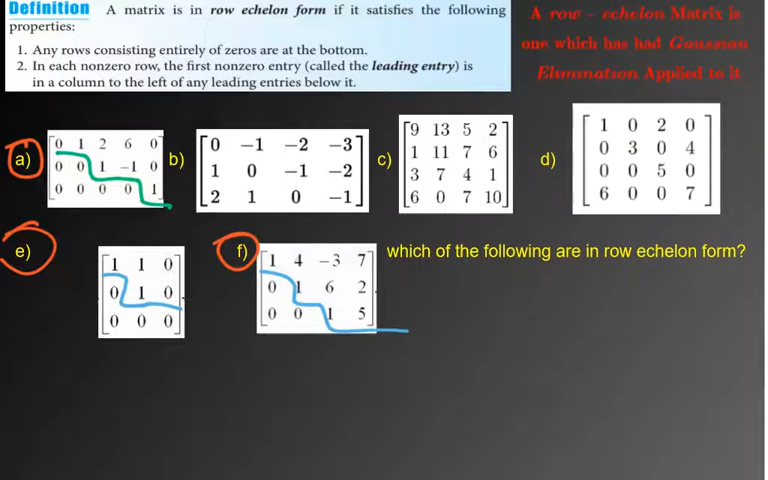 Definition A matrix is in row echelon form if it satisfies the following
properties:
1. Any rows consisting entirely of zeros are at the bottom.
2. In each nonzero row, the first nonzero entry (called the leading entry) is
in a column to the left of any leading entries below it.
A row - echelon Matrix is
one which has had Gaussian
Elimination Applied to it
a)
0 1 2 6 0
0 0 1 -1 0
0 0 0 0 1
b)
0 -1 -2 -3
1 0 -1 -2
2 1 0 -1
c)
9 13 5 2
1 11 7 6
3 7 4 1
6 0 7 10
d)
1 0 2 0
0 3 0 4
0 0 5 0
6 0 0 7
e)
1 1 0
0 1 0
0 0 0
f)
1 4 -3 7
0 1 6 2
0 0 1 5
which of the following are in row echelon form?